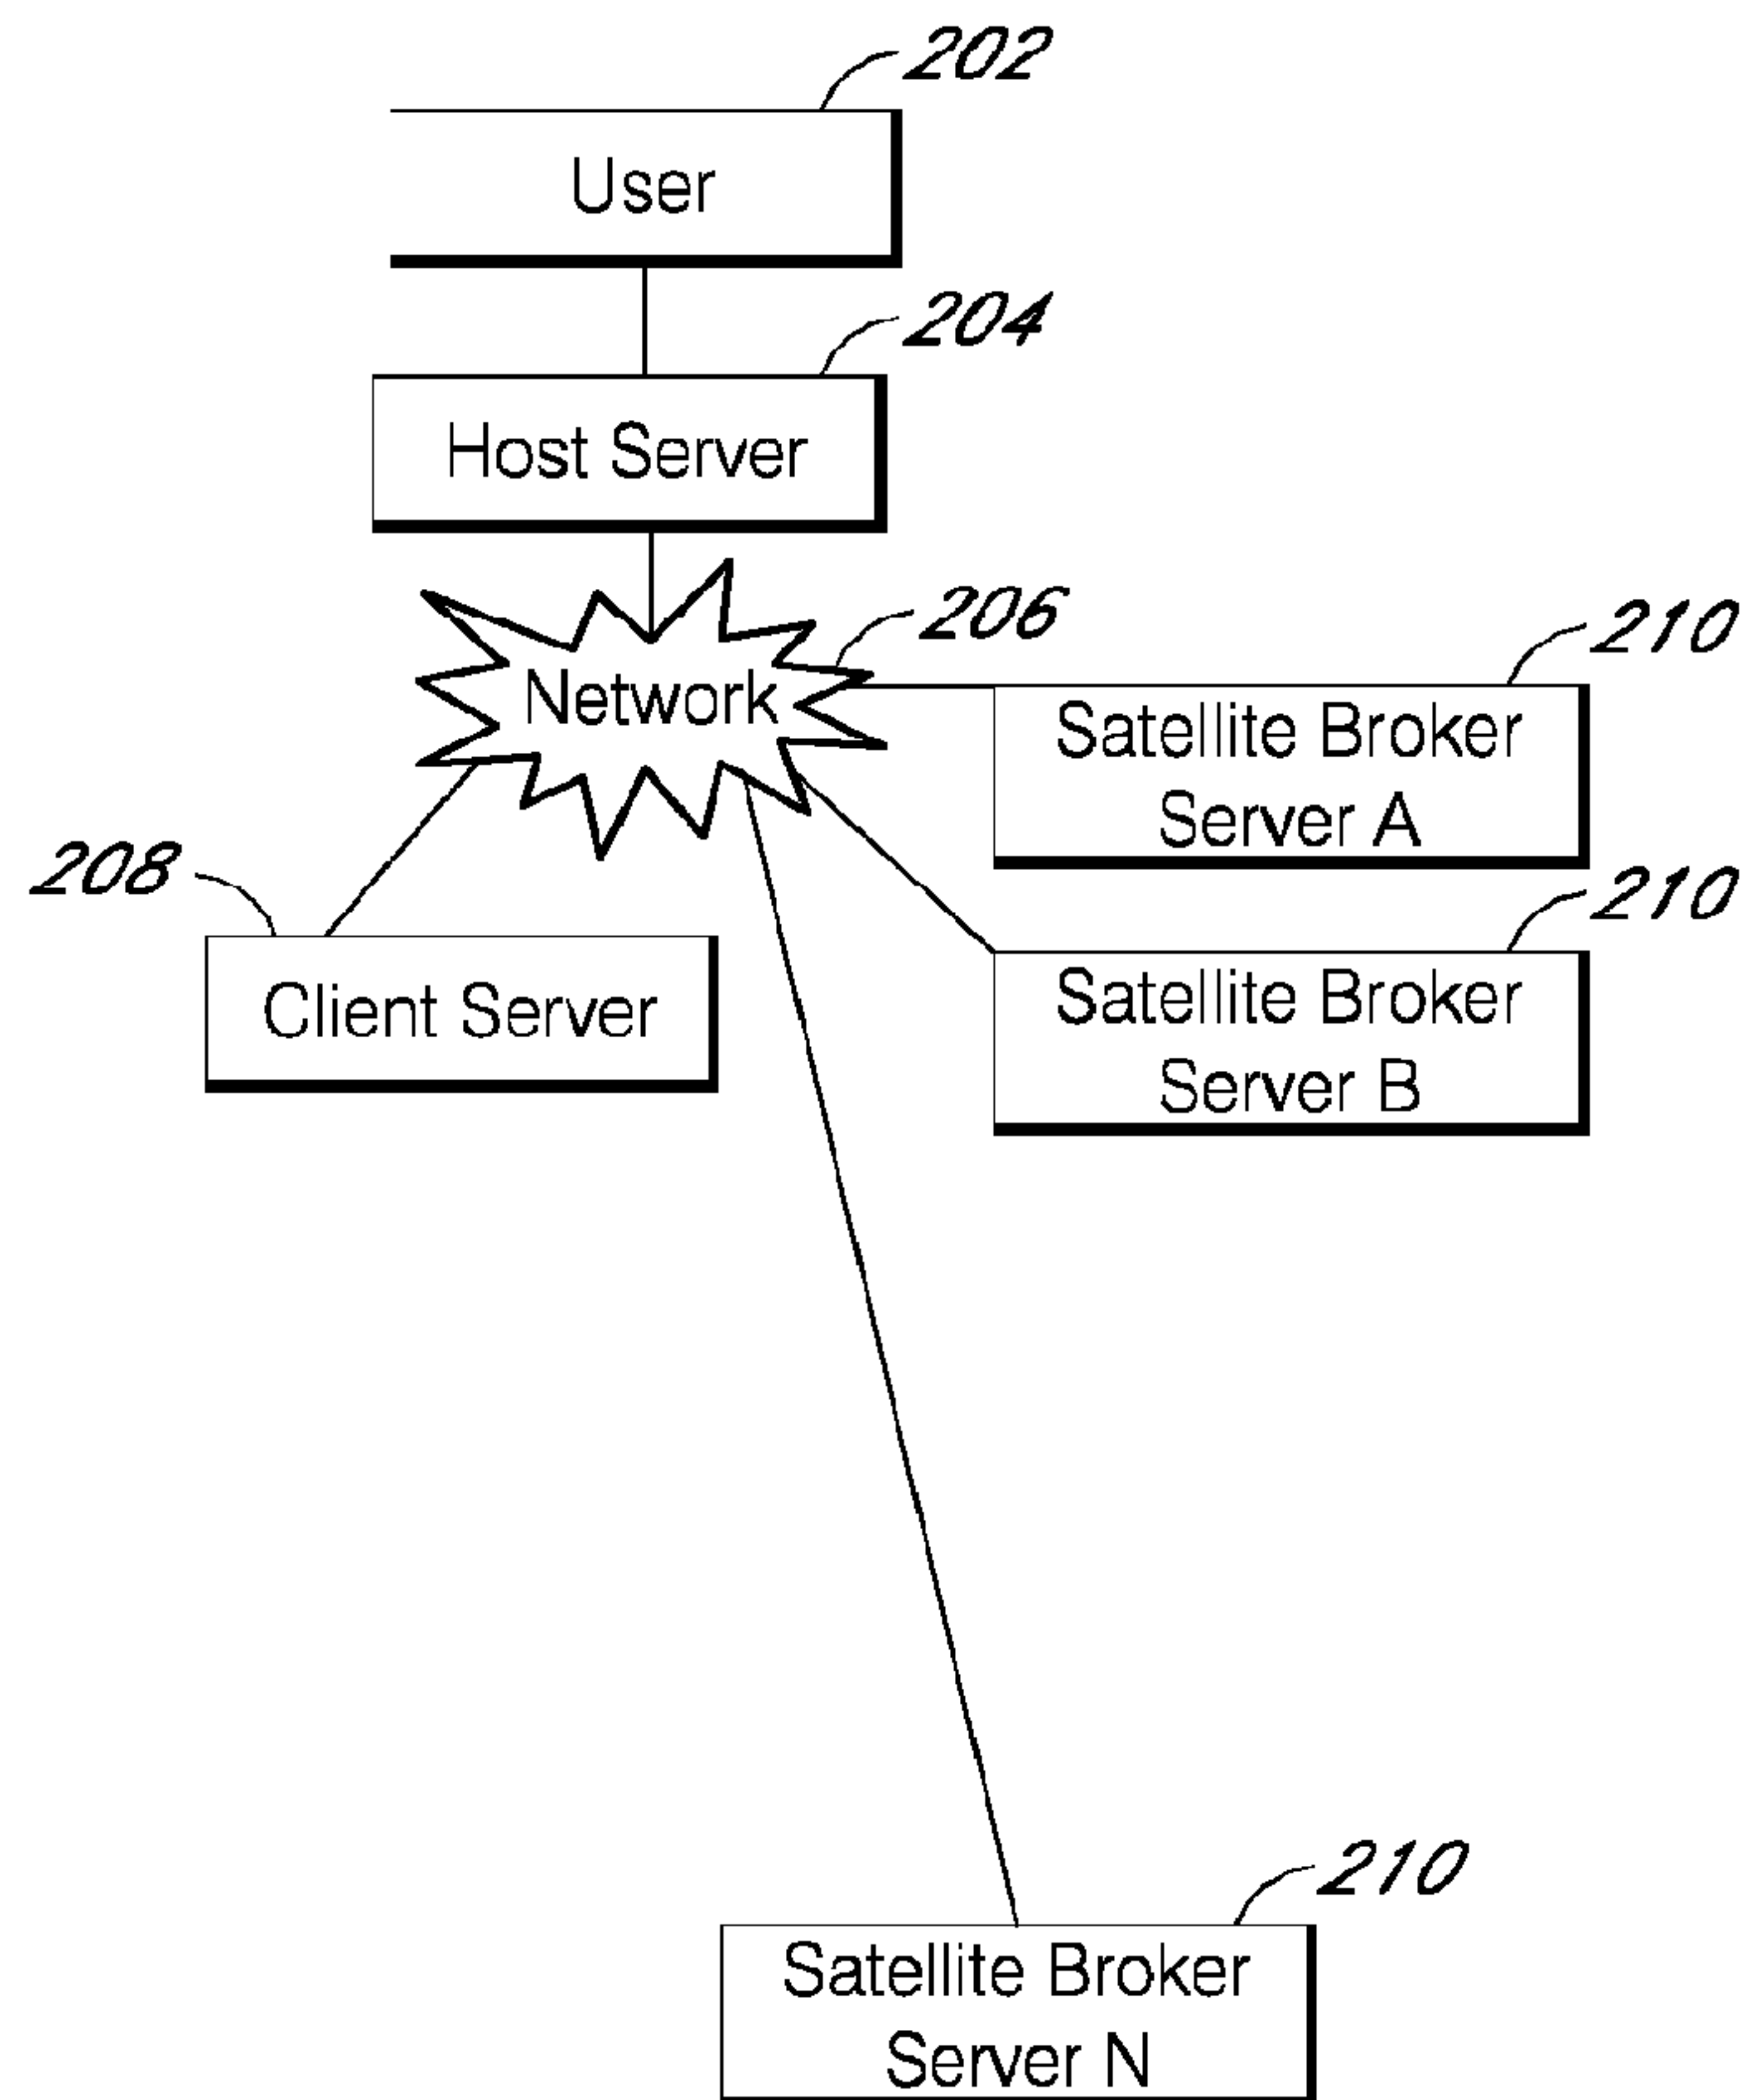 202
User
204
Host Server
206
Network
210
Satellite Broker
Server A
208
Client Server
210
Satellite Broker
Server B
210
Satellite Broker
Server N